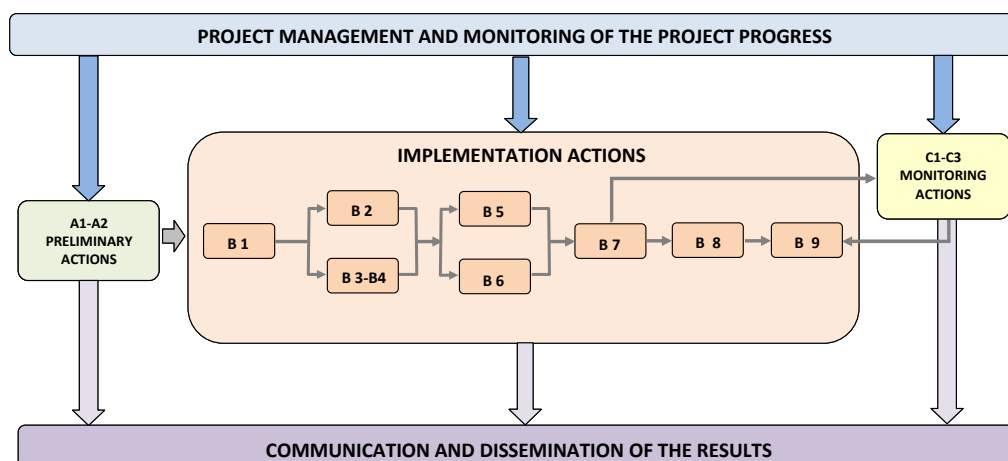 PROJECT MANAGEMENT AND MONITORING OF THE PROJECT PROGRESS
IMPLEMENTATION ACTIONS
C1-C3
MONITORING
ACTIONS
A1-A2
PRELIMINARY
ACTIONS
B 1
B 2
B 3-B4
B 5
B 6
B 7
B 8
B 9
COMMUNICATION AND DISSEMINATION OF THE RESULTS